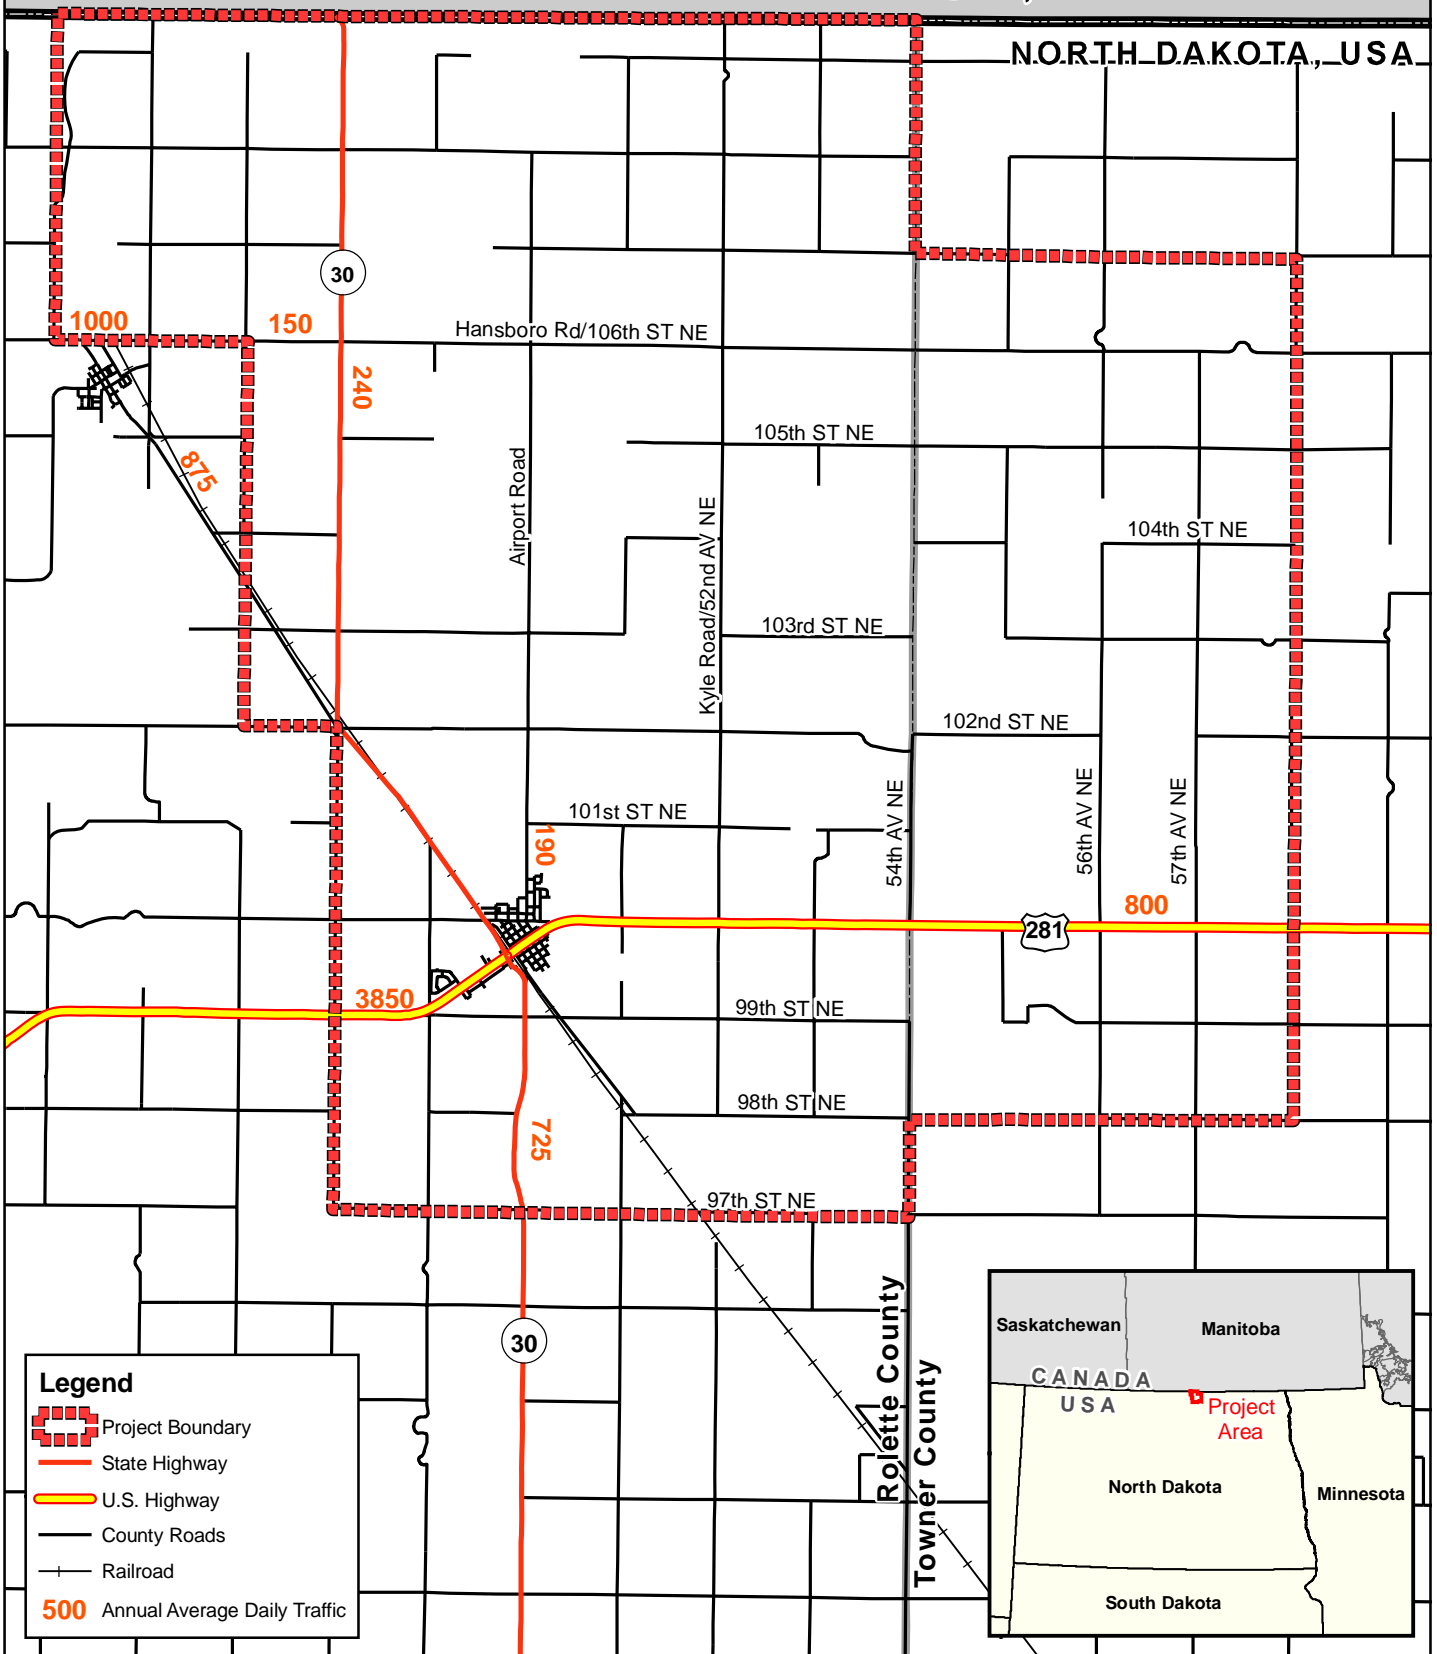 NORTH DAKOTA, USA
30
1000
150
Hansboro Rd/106th ST NE
240
105th ST NE
875
Airport Road
Kyle Road/52nd AV NE
104th ST NE
103rd ST NE
102nd ST NE
101st ST NE
190
54th AV NE
56th AV NE
57th AV NE
800
281
3850
99th ST NE
98th ST NE
725
97th ST NE
30
Rolette County
Towner County
Legend
Project Boundary
State Highway
U.S. Highway
County Roads
Railroad
500 Annual Average Daily Traffic
Saskatchewan
Manitoba
CANADA
USA
Project
Area
North Dakota
Minnesota
South Dakota